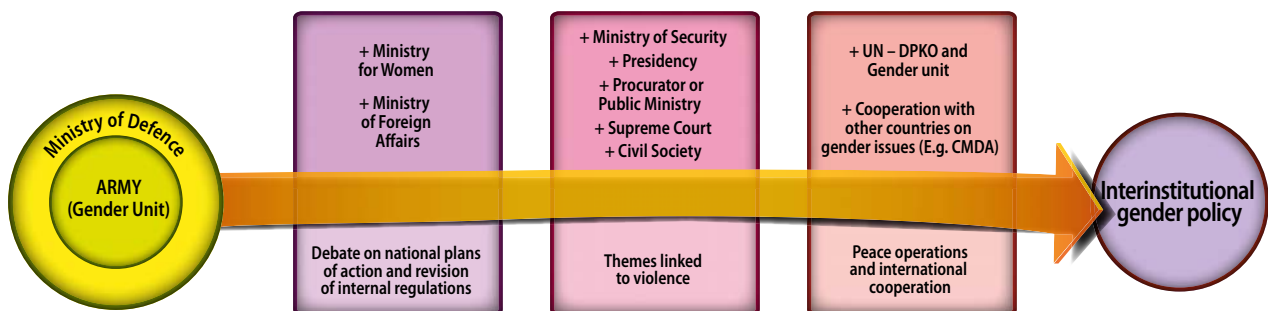 Ministry of Defence
ARMY
(Gender Unit)
+ Ministry
for Women
+ Ministry
of Foreign
Affairs
Debate on national plans
of action and revision
of internal regulations
+ Ministry of Security
+ Presidency
+ Procurator or
Public Ministry
+ Supreme Court
+ Civil Society
Themes linked
to violence
+ UN – DPKO and
Gender unit
+ Cooperation with
other countries on
gender issues (E.g. CMDA)
Peace operations
and international
cooperation
Interinstitutional
gender policy